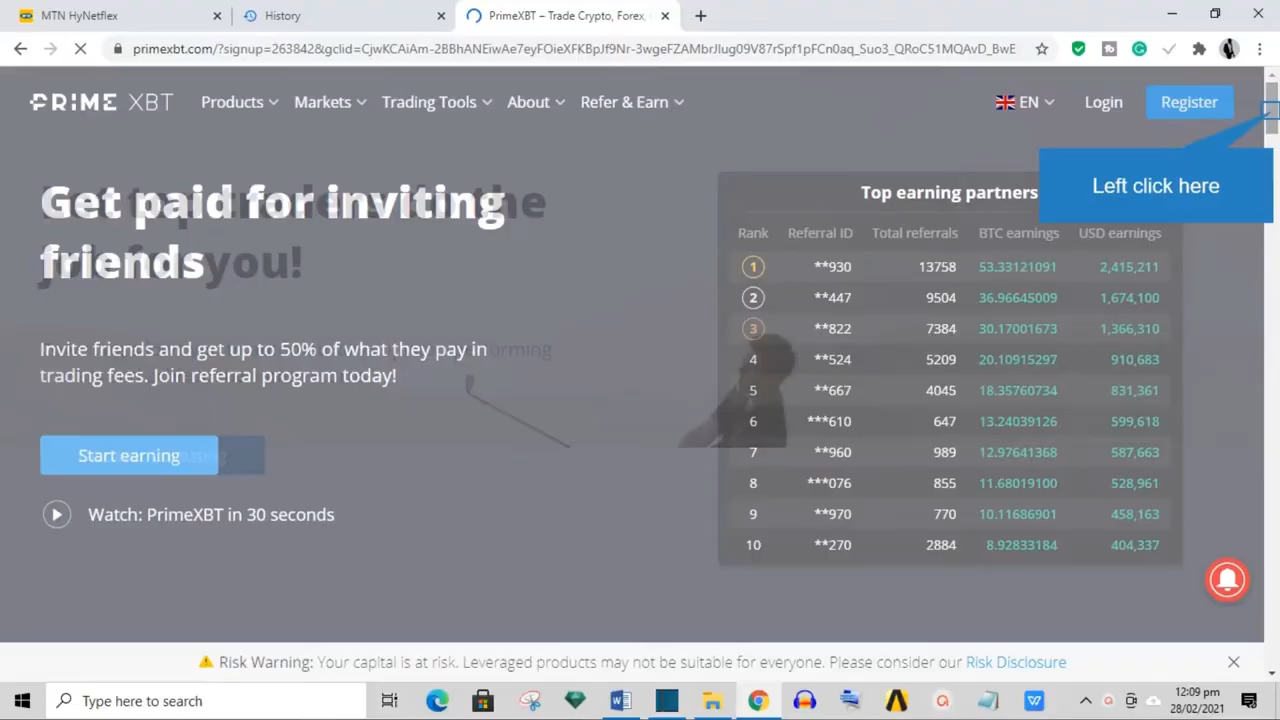 MTN HyNetflex
History
PrimeXBT – Trade Crypto, Forex,
primexbt.com/?signup=263842&gclid=CjwKCAiAm-2BBhANEiwAe7eyFOieXFKBpJf9Nr-3wgeFZAMbrJlug09V87rSpf1pFCn0aq_Suo3_QRoC51MQAvD_BwE
PRIME XBT Products Markets Trading Tools About Refer & Earn EN Login Register
Left click here
Get paid for inviting
friends
you!
Invite friends and get up to 50% of what they pay in
trading fees. Join referral program today!
Start earning
Watch: PrimeXBT in 30 seconds
Top earning partners
Rank Referral ID Total referrals BTC earnings USD earnings
1 **930 13758 53.33121091 2,415,211
2 **447 9504 36.96645009 1,674,100
3 **822 7384 30.17001673 1,366,310
4 **524 5209 20.10915297 910,683
5 **667 4045 18.35760734 831,361
6 ***610 647 13.24039126 599,618
7 **960 989 12.97641368 587,663
8 ***076 855 11.68019100 528,961
9 **970 770 10.11686901 458,163
10 **270 2884 8.92833184 404,337
Risk Warning: Your capital is at risk. Leveraged products may not be suitable for everyone. Please consider our Risk Disclosure
Type here to search
12:09 pm
28/02/2021